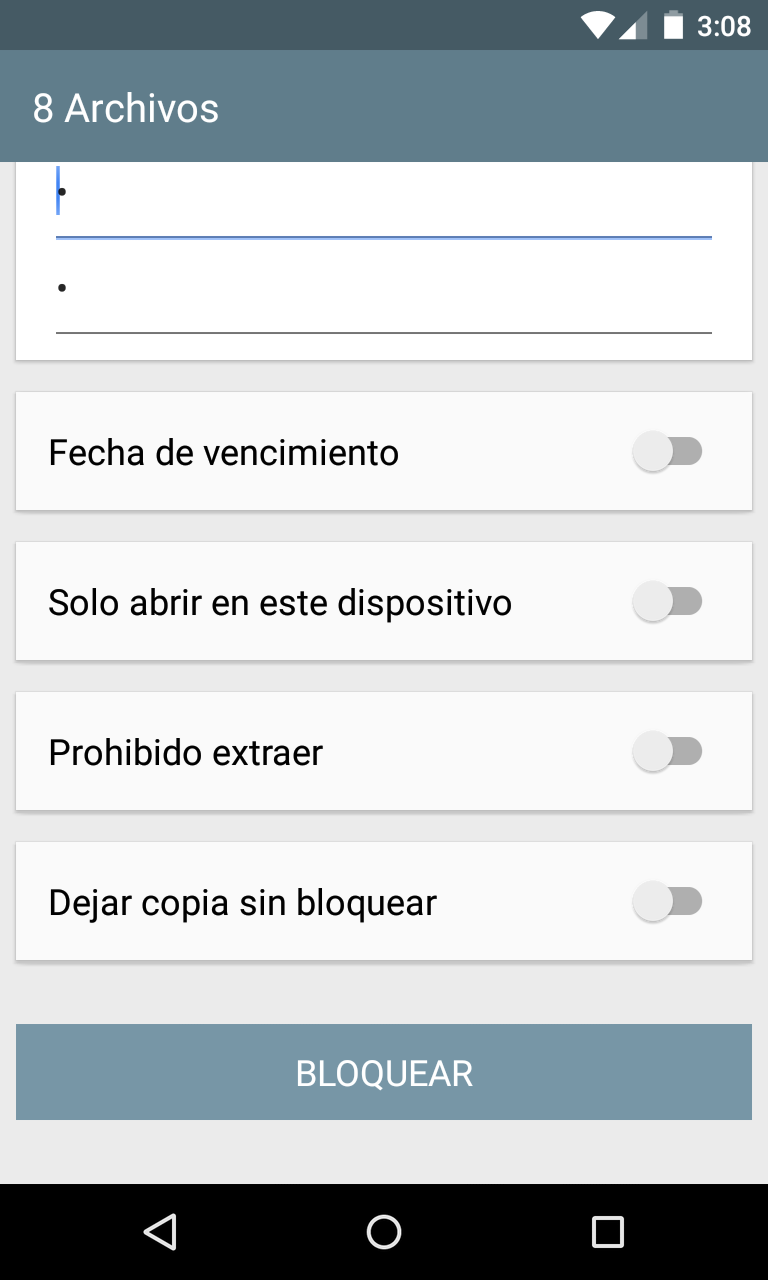 3:08
8 Archivos
•
•
Fecha de vencimiento
Solo abrir en este dispositivo
Prohibido extraer
Dejar copia sin bloquear
BLOQUEAR